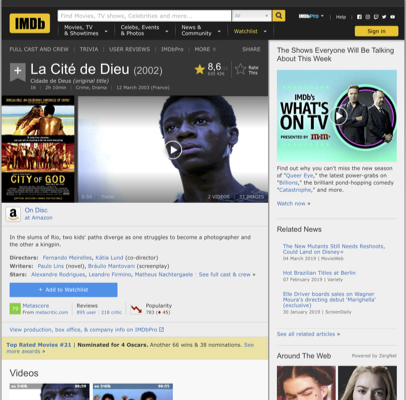 IMDb
Find Movies, TV shows, Celebrities and more...
All
IMDbPro
Help
Movies, TV & Showtimes
Celebs, Events & Photos
News & Community
Watchlist
Sign in
FULL CAST AND CREW | TRIVIA | USER REVIEWS | IMDbPro | MORE
SHARE
La Cité de Dieu (2002)
Cidade de Deus (original title)
16 | 2h 10min | Crime, Drama | 12 March 2003 (France)
8,6
Rate This
CITY OF GOD
2 VIDEOS
31 IMAGES
On Disc
at Amazon
In the slums of Rio, two kids' paths diverge as one struggles to become a photographer and
the other a kingpin.
Directors: Fernando Meirelles, Kátia Lund (co-director)
Writers: Paulo Lins (novel), Bráulio Mantovani (screenplay)
Stars: Alexandre Rodrigues, Leandro Firmino, Matheus Nachtergaele | See full cast & crew »
+ Add to Watchlist
79
Metascore
From metacritic.com
Reviews
895 user | 218 critic
Popularity
783 (45)
View production, box office, & company info on IMDbPro
Top Rated Movies #21 | Nominated for 4 Oscars. Another 66 wins & 38 nominations. See
more awards »
Videos
The Shows Everyone Will Be Talking
About This Week
IMDb's
WHAT'S
ON TV
PRESENTED BY
Find out why you can't miss the new season
of "Queer Eye," the latest power-grabs on
"Billions," the brilliant pond-hopping comedy
"Catastrophe," and more.
Watch now »
Related News
The New Mutants Still Needs Reshoots,
Could Land on Disney+
04 March 2019 | MovieWeb
Hot Brazilian Titles at Berlin
07 February 2019 | Variety
Elle Driver boards sales on Wagner
Moura's directing debut 'Marighella'
(exclusive)
30 January 2019 | ScreenDaily
See all related articles »
Around The Web
Powered by ZergNet